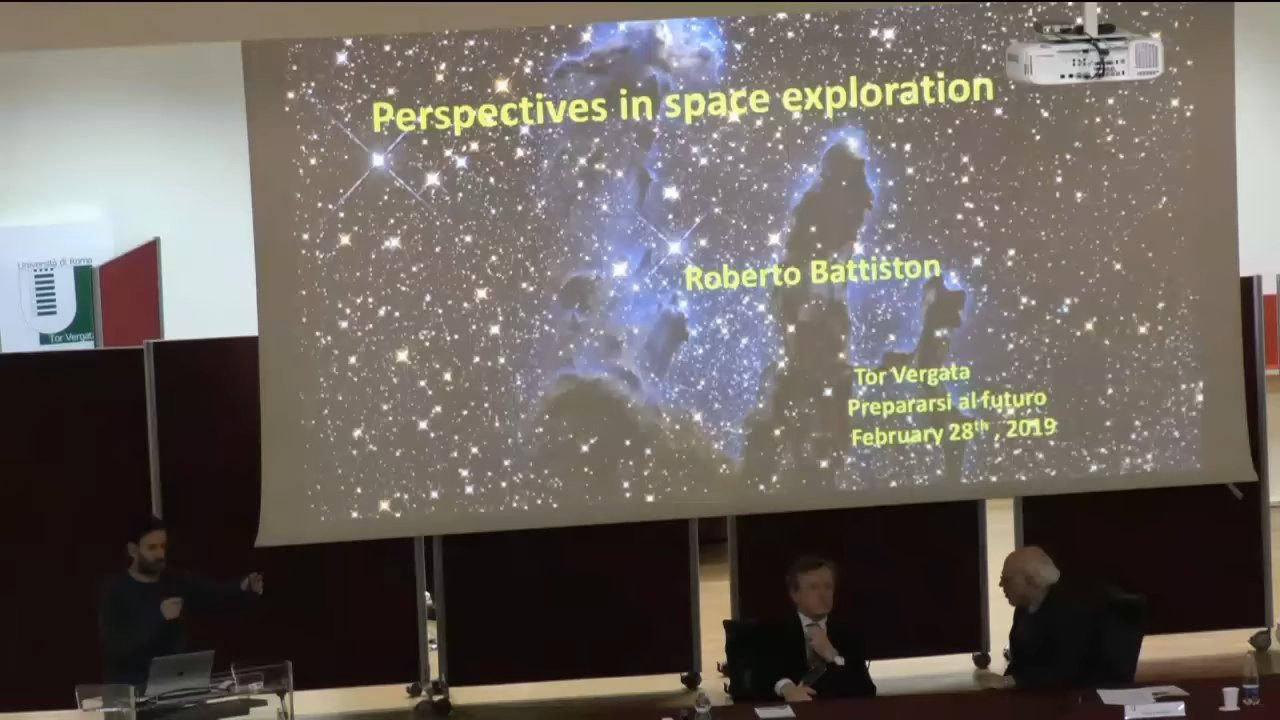 Perspectives in space exploration
Roberto Battiston
Tor Vergata
Prepararsi al futuro
February 28th , 2019
Università di Roma
Tor Vergata